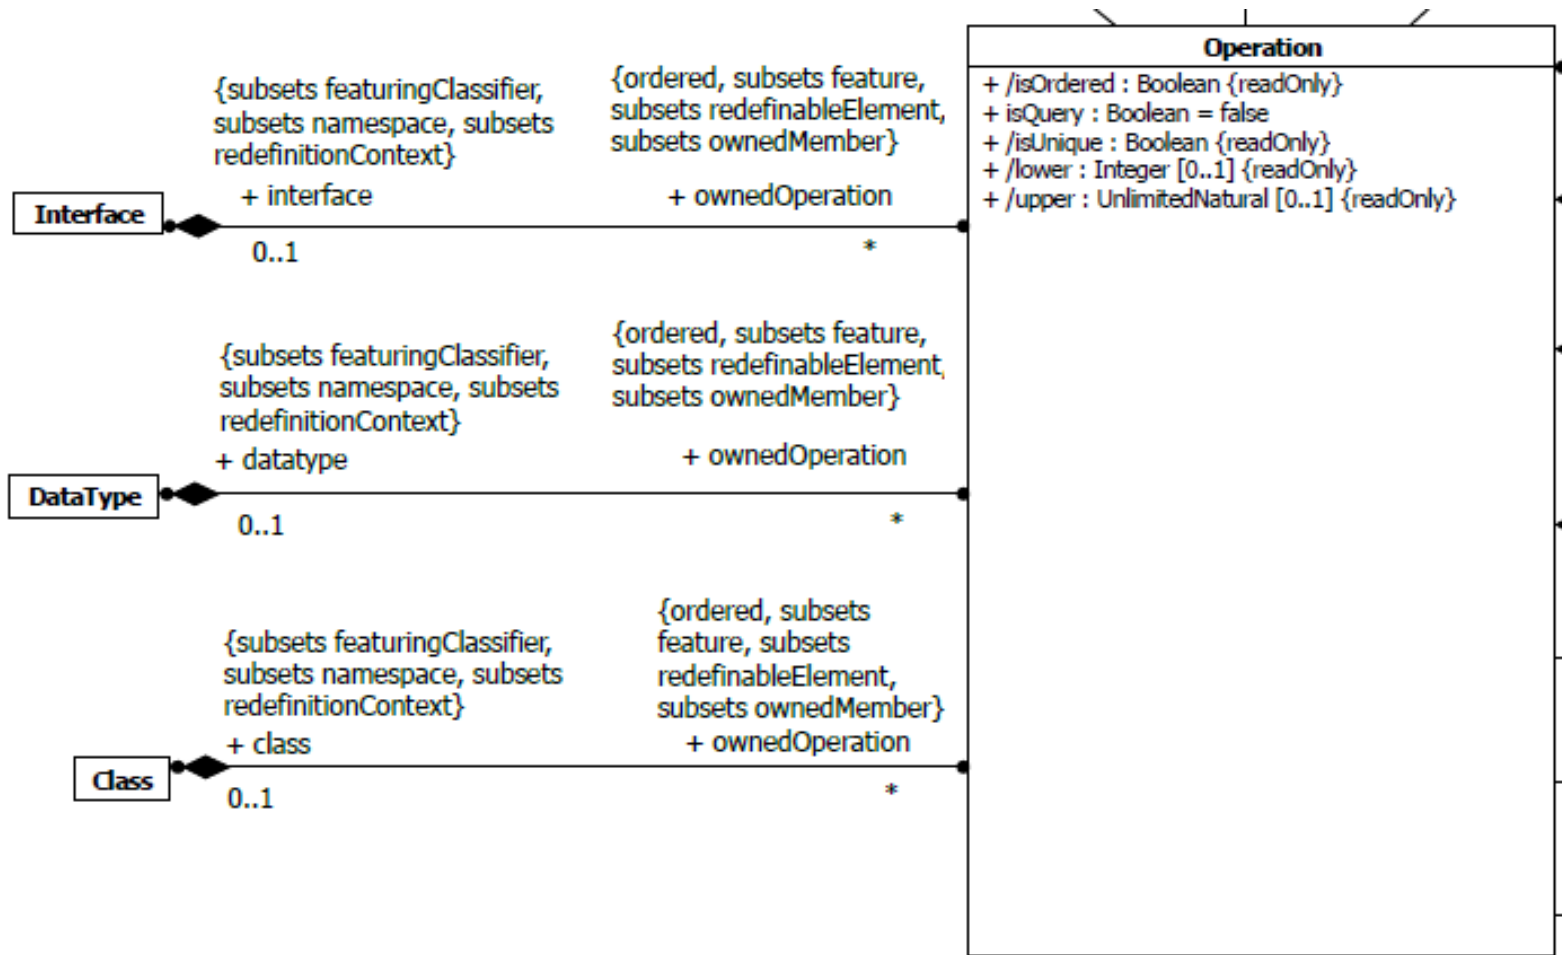 Operation
+ /isOrdered : Boolean {readOnly}
+ isQuery : Boolean = false
+ /isUnique : Boolean {readOnly}
+ /lower : Integer [0..1] {readOnly}
+ /upper : UnlimitedNatural [0..1] {readOnly}
{subsets featuringClassifier,
subsets namespace, subsets
redefinitionContext}
+ interface
{ordered, subsets feature,
subsets redefinableElement,
subsets ownedMember}
+ ownedOperation
Interface
0..1
*
{subsets featuringClassifier,
subsets namespace, subsets
redefinitionContext}
+ datatype
{ordered, subsets feature,
subsets redefinableElement,
subsets ownedMember}
+ ownedOperation
DataType
0..1
*
{subsets featuringClassifier,
subsets namespace, subsets
redefinitionContext}
+ class
{ordered, subsets
feature, subsets
redefinableElement,
subsets ownedMember}
+ ownedOperation
Class
0..1
*